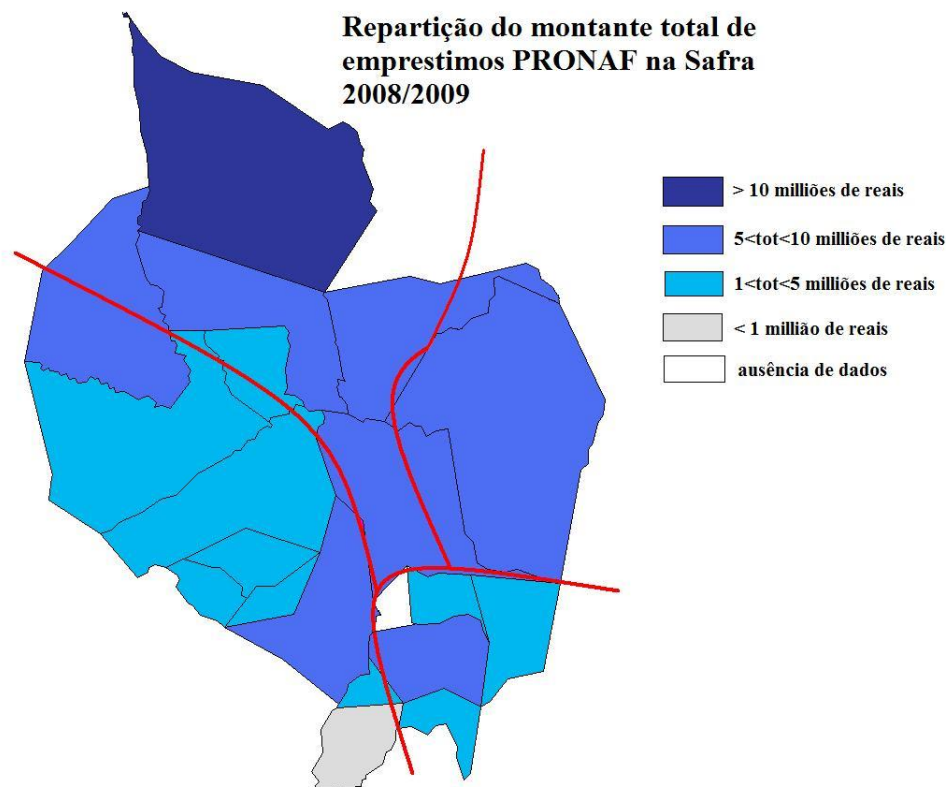 Repartição do montante total de
emprestimos PRONAF na Safra
2008/2009
> 10 milliões de reais
5<tot<10 milliões de reais
1<tot<5 milliões de reais
< 1 millião de reais
ausência de dados